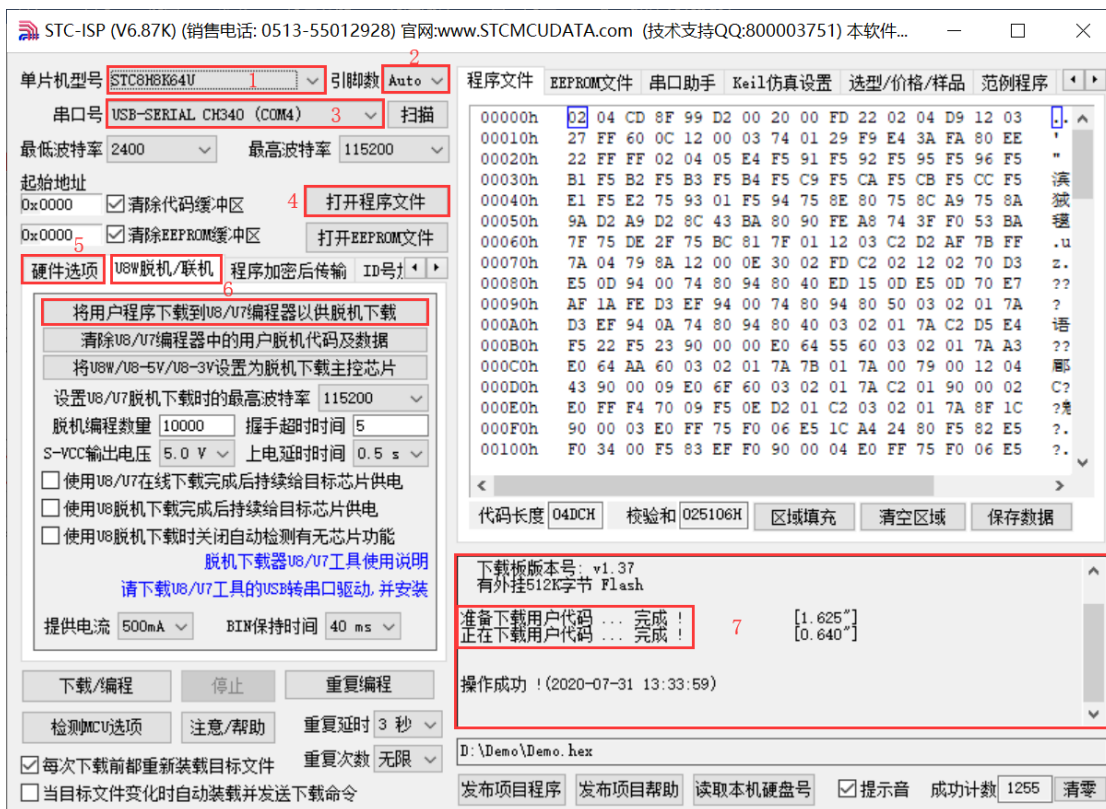 STC-ISP (V6.87K) (销售电话: 0513-55012928) 官网:www.STCMCUDATA.com (技术支持QQ:800003751) 本软件...
单片机型号 STC8H8K64U 1 引脚数 Auto 2
串口号 USB-SERIAL CH340 (COM4) 3 扫描
最低波特率 2400 最高波特率 115200
起始地址
0x0000 清除代码缓冲区 4 打开程序文件
0x0000 清除EEPROM缓冲区 打开EEPROM文件
5
硬件选项 U8W脱机/联机 程序加密后传输 ID号
6
将用户程序下载到U8/U7编程器以供脱机下载
清除U8/U7编程器中的用户脱机代码及数据
将U8W/U8-5V/U8-3V设置为脱机下载主控芯片
设置U8/U7脱机下载时的最高波特率 115200
脱机编程数量 10000 握手超时时间 5
S-VCC输出电压 5.0 V 上电延时时间 0.5 s
使用U8/U7在线下载完成后持续给目标芯片供电
使用U8脱机下载完成后持续给目标芯片供电
使用U8脱机下载时关闭自动检测有无芯片功能
脱机下载器U8/U7工具使用说明
请下载U8/U7工具的USB转串口驱动,并安装
提供电流 500mA BIN保持时间 40 ms
下载/编程 停止 重复编程
检测MCU选项 注意/帮助 重复延时 3 秒
每次下载前都重新装载目标文件 重复次数 无限
当目标文件变化时自动装载并发送下载命令
程序文件 EEPROM文件 串口助手 Keil仿真设置 选型/价格/样品 范例程序
00000h 02 04 CD 8F 99 D2 00 20 00 FD 22 02 04 D9 12 03 ..
00010h 27 FF 60 0C 12 00 03 74 01 29 F9 E4 3A FA 80 EE '
00020h 22 FF FF 02 04 05 E4 F5 91 F5 92 F5 95 F5 96 F5 "
00030h B1 F5 B2 F5 B3 F5 B4 F5 C9 F5 CA F5 CB F5 CC F5
00040h E1 F5 E2 75 93 01 F5 94 75 8E 80 75 8C A9 75 8A
00050h 9A D2 A9 D2 8C 43 BA 80 90 FE A8 74 3F F0 53 BA
00060h 7F 75 DE 2F 75 BC 81 7F 01 12 03 C2 D2 AF 7B FF .u
00070h 7A 04 79 8A 12 00 0E 30 02 FD C2 02 12 02 70 D3 z.
00080h E5 0D 94 00 74 80 94 80 40 ED 15 0D E5 0D 70 E7 ??
00090h AF 1A FE D3 EF 94 00 74 80 94 80 50 03 02 01 7A ?
000A0h D3 EF 94 0A 74 80 94 80 40 03 02 01 7A C2 D5 E4 语
000B0h F5 22 F5 23 90 00 00 E0 64 55 60 03 02 01 7A A3 ??
000C0h E0 64 AA 60 03 02 01 7A 7B 01 7A 00 79 00 12 04
000D0h 43 90 00 09 E0 6F 60 03 02 01 7A C2 01 90 00 02 C?
000E0h E0 FF F4 70 09 F5 0E D2 01 C2 03 02 01 7A 8F 1C
000F0h 90 00 03 E0 FF 75 F0 06 E5 1C A4 24 80 F5 82 E5 ?.
00100h F0 34 00 F5 83 EF F0 90 00 04 E0 FF 75 F0 06 E5 ?.
代码长度 04DCH 校验和 025106H 区域填充 清空区域 保存数据
下载板版本号: v1.37
有外挂512K字节 Flash
准备下载用户代码 ... 完成 ! [1.625"]
正在下载用户代码 ... 完成 ! [0.640"]
7
操作成功 !(2020-07-31 13:33:59)
D:\Demo\Demo.hex
发布项目程序 发布项目帮助 读取本机硬盘号 提示音 成功计数 1255 清零